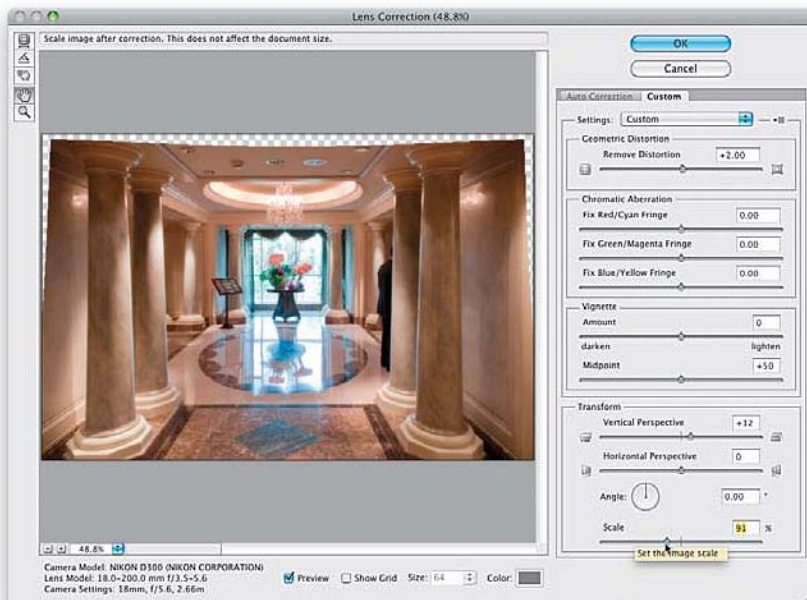 Lens Correction (48.8%)
Scale image after correction. This does not affect the document size.
OK
Cancel
Auto Correction
Custom
Settings: Custom
Geometric Distortion
Remove Distortion +2.00
Chromatic Aberration
Fix Red/Cyan Fringe 0.00
Fix Green/Magenta Fringe 0.00
Fix Blue/Yellow Fringe 0.00
Vignette
Amount 0
darken lighten
Midpoint +50
Transform
Vertical Perspective +12
Horizontal Perspective 0
Angle: 0.00 °
Scale 91 %
Set the image scale
48.8%
Camera Model: NIKON D300 (NIKON CORPORATION)
Lens Model: 18.0-200.0 mm f/3.5-5.6
Camera Settings: 18mm, f/5.6, 2.66m
Preview Show Grid Size: 64 Color: